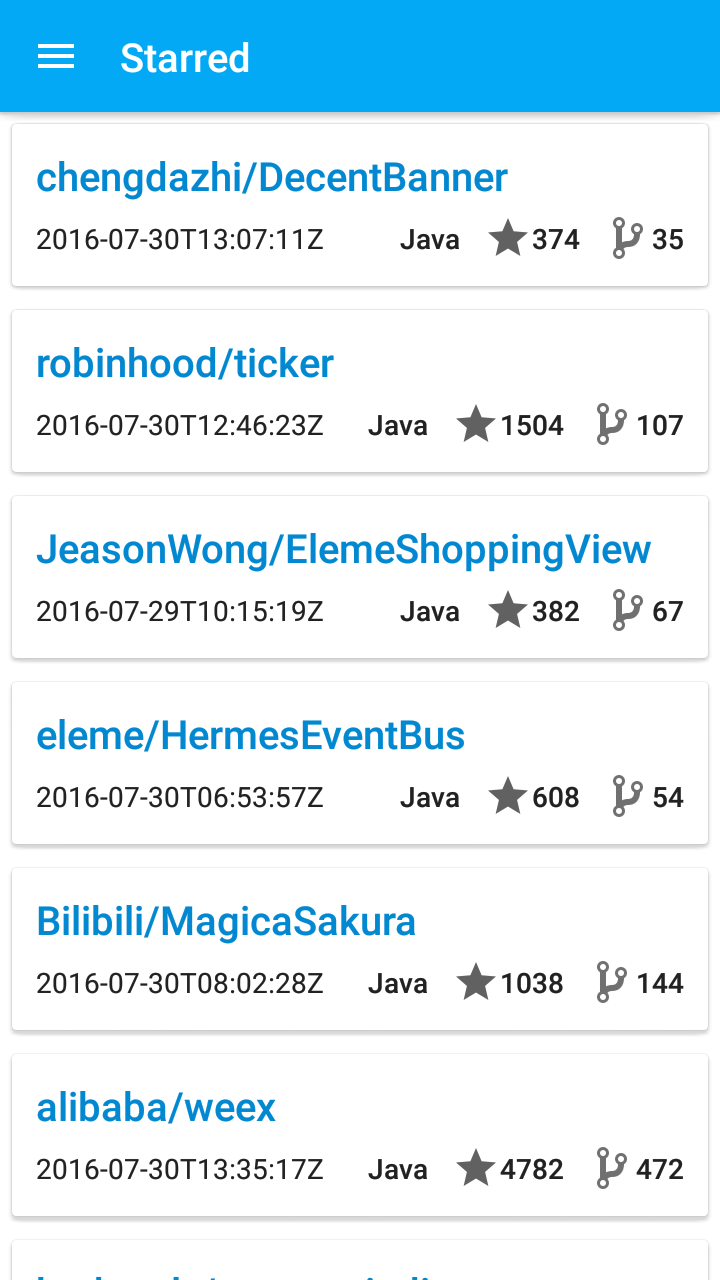 Starred
chengdazhi/DecentBanner
2016-07-30T13:07:11Z Java 374 35
robinhood/ticker
2016-07-30T12:46:23Z Java 1504 107
JeasonWong/ElemeShoppingView
2016-07-29T10:15:19Z Java 382 67
eleme/HermesEventBus
2016-07-30T06:53:57Z Java 608 54
Bilibili/MagicaSakura
2016-07-30T08:02:28Z Java 1038 144
alibaba/weex
2016-07-30T13:35:17Z Java 4782 472